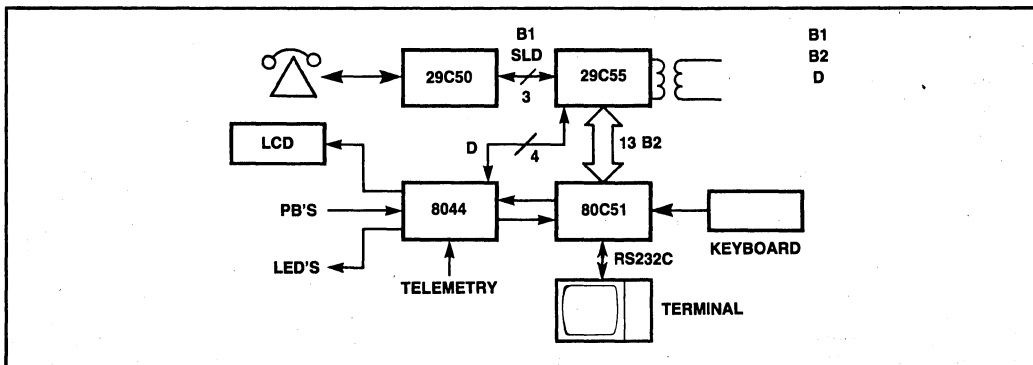 B1
SLD
3
29C50
29C55
B1
B2
D
LCD
D
4
13 B2
PB'S
8044
80C51
KEYBOARD
LED'S
TELEMETRY
RS232C
TERMINAL